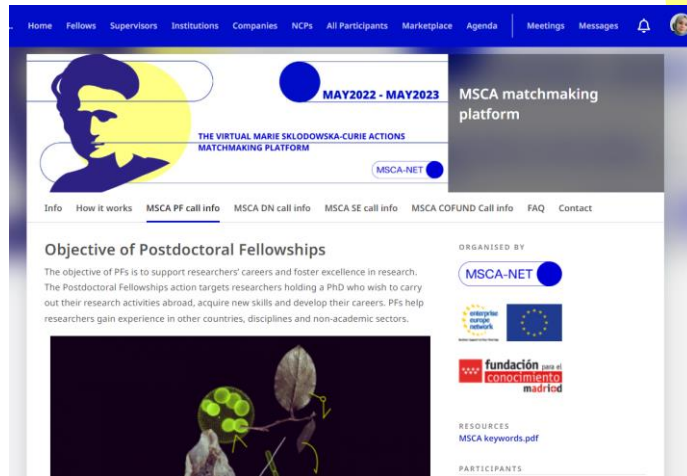 Home Fellows Supervisors Institutions Companies NCPs All Participants Marketplace Agenda Meetings Messages
MAY2022 - MAY2023
THE VIRTUAL MARIE SKLODOWSKA-CURIE ACTIONS
MATCHMAKING PLATFORM
MSCA-NET
MSCA matchmaking
platform
Info How it works MSCA PF call info MSCA DN call info MSCA SE call info MSCA COFUND Call info FAQ Contact
Objective of Postdoctoral Fellowships
The objective of PFs is to support researchers' careers and foster excellence in research.
The Postdoctoral Fellowships action targets researchers holding a PhD who wish to carry
out their research activities abroad, acquire new skills and develop their careers. PFs help
researchers gain experience in other countries, disciplines and non-academic sectors.
ORGANISED BY
MSCA-NET
enterprise
europe
network
fundación para el
conocimiento
madrid
RESOURCES
MSCA keywords.pdf
PARTICIPANTS